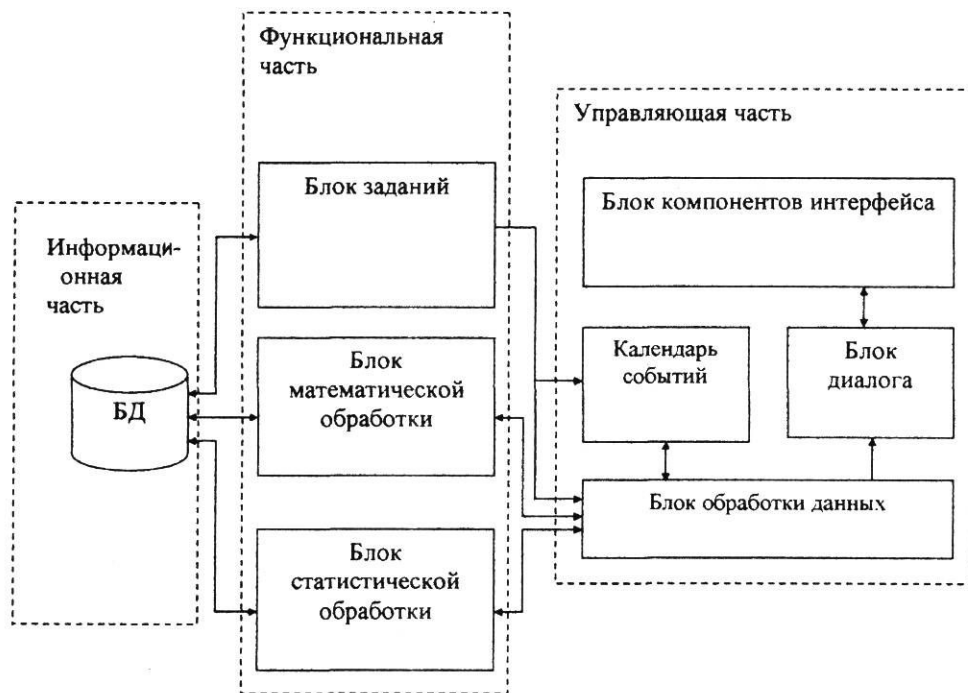 Функциональная
часть
Управляющая часть
Блок заданий
Блок компонентов интерфейса
Информаци-
онная
часть
БД
Блок
математической
обработки
Календарь
событий
Блок
диалога
Блок обработки данных
Блок
статистической
обработки